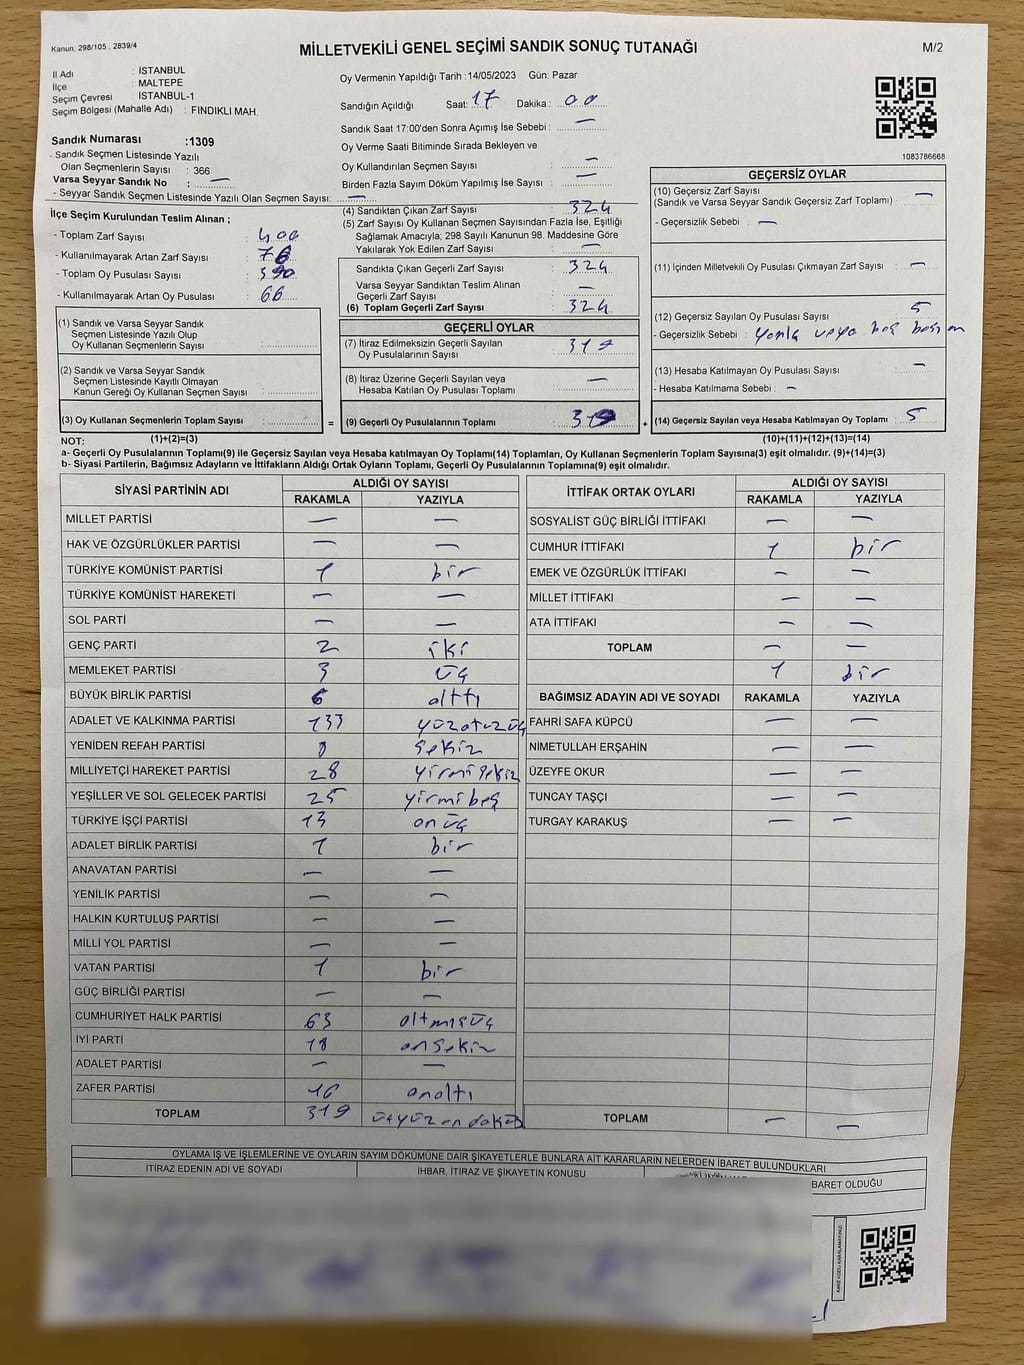 Kanun, 298/105 , 2839/4
MİLLETVEKİLİ GENEL SEÇİMİ SANDIK SONUÇ TUTANAĞI
M/2
İl Adı : İSTANBUL
İlçe : MALTEPE
Seçim Çevresi : İSTANBUL-1
Seçim Bölgesi (Mahalle Adı) : FINDIKLI MAH.
Sandık Numarası :1309
- Sandık Seçmen Listesinde Yazılı
Olan Seçmenlerin Sayısı : 366
Varsa Seyyar Sandık No : —
- Seyyar Sandık Seçmen Listesinde Yazılı Olan Seçmen Sayısı: —
İlçe Seçim Kurulundan Teslim Alınan ;
- Toplam Zarf Sayısı : 400
- Kullanılmayarak Artan Zarf Sayısı : 76
- Toplam Oy Pusulası Sayısı : 390
- Kullanılmayarak Artan Oy Pusulası : 66
(1) Sandık ve Varsa Seyyar Sandık
Seçmen Listesinde Yazılı Olup
Oy Kullanan Seçmenlerin Sayısı :
(2) Sandık ve Varsa Seyyar Sandık
Seçmen Listesinde Kayıtlı Olmayan
Kanun Gereği Oy Kullanan Seçmen Sayısı :
(3) Oy Kullanan Seçmenlerin Toplam Sayısı :
Oy Vermenin Yapıldığı Tarih :14/05/2023 Gün: Pazar
Sandığın Açıldığı Saat: 17 Dakika : 00
Sandık Saat 17:00'den Sonra Açımış İse Sebebi : —
Oy Verme Saati Bitiminde Sırada Bekleyen ve
Oy Kullandırılan Seçmen Sayısı : —
Birden Fazla Sayım Döküm Yapılmış İse Sayısı : —
(4) Sandıktan Çıkan Zarf Sayısı : 324
(5) Zarf Sayısı Oy Kullanan Seçmen Sayısından Fazla İse, Eşitliği
Sağlamak Amacıyla; 298 Sayılı Kanunun 98. Maddesine Göre
Yakılarak Yok Edilen Zarf Sayısı : —
Sandıkta Çıkan Geçerli Zarf Sayısı : 324
Varsa Seyyar Sandıktan Teslim Alınan
Geçerli Zarf Sayısı : —
(6) Toplam Geçerli Zarf Sayısı : 324
GEÇERLİ OYLAR
(7) İtiraz Edilmeksizin Geçerli Sayılan
Oy Pusulalarının Sayısı : 319
(8) İtiraz Üzerine Geçerli Sayılan veya
Hesaba Katılan Oy Pusulası Toplamı : —
= (9) Geçerli Oy Pusulalarının Toplamı : 319 +
1083786668
GEÇERSİZ OYLAR
(10) Geçersiz Zarf Sayısı
(Sandık ve Varsa Seyyar Sandık Geçersiz Zarf Toplamı) : —
- Geçersizlik Sebebi : —
(11) İçinden Milletvekili Oy Pusulası Çıkmayan Zarf Sayısı : —
(12) Geçersiz Sayılan Oy Pusulası Sayısı : 5
- Geçersizlik Sebebi : veya boş
(13) Hesaba Katılmayan Oy Pusulası Sayısı : —
- Hesaba Katılmama Sebebi : —
(14) Geçersiz Sayılan veya Hesaba Katılmayan Oy Toplamı : 5
NOT: (1)+(2)=(3) (10)+(11)+(12)+(13)=(14)
a- Geçerli Oy Pusulalarının Toplamı(9) ile Geçersiz Sayılan veya Hesaba Katılmayan Oy Toplamı(14) Toplamları, Oy Kullanan Seçmenlerin Toplam Sayısına(3) eşit olmalıdır. (9)+(14)=(3)
b- Siyasi Partilerin, Bağımsız Adayların ve İttifakların Aldığı Ortak Oyların Toplamı, Geçerli Oy Pusulalarının Toplamına(9) eşit olmalıdır.
SİYASİ PARTİNİN ADI ALDIĞI OY SAYISI
RAKAMLA YAZIYLA
MİLLET PARTİSİ — —
HAK VE ÖZGÜRLÜKLER PARTİSİ — —
TÜRKİYE KOMÜNİST PARTİSİ 1 bir
TÜRKİYE KOMÜNİST HAREKETİ — —
SOL PARTİ — —
GENÇ PARTİ 2 iki
MEMLEKET PARTİSİ 3 üç
BÜYÜK BİRLİK PARTİSİ 6 alttı
ADALET VE KALKINMA PARTİSİ 133 yüzotuzüç
YENİDEN REFAH PARTİSİ 8 sekiz
MİLLİYETÇİ HAREKET PARTİSİ 28 yirmisekiz
YEŞİLLER VE SOL GELECEK PARTİSİ 25 yirmibeş
TÜRKİYE İŞÇİ PARTİSİ 13 onüç
ADALET BİRLİK PARTİSİ 1 bir
ANAVATAN PARTİSİ — —
YENİLİK PARTİSİ — —
HALKIN KURTULUŞ PARTİSİ — —
MİLLİ YOL PARTİSİ — —
VATAN PARTİSİ 1 bir
GÜÇ BİRLİĞİ PARTİSİ — —
CUMHURİYET HALK PARTİSİ 63 altmışüç
İYİ PARTİ 18 onsekiz
ADALET PARTİSİ — —
ZAFER PARTİSİ 16 onaltı
TOPLAM 319 üçyüzondokuz
İTTİFAK ORTAK OYLARI ALDIĞI OY SAYISI
RAKAMLA YAZIYLA
SOSYALİST GÜÇ BİRLİĞİ İTTİFAKI — —
CUMHUR İTTİFAKI 1 bir
EMEK VE ÖZGÜRLÜK İTTİFAKI — —
MİLLET İTTİFAKI — —
ATA İTTİFAKI — —
TOPLAM — —
1 bir
BAĞIMSIZ ADAYIN ADI VE SOYADI RAKAMLA YAZIYLA
FAHRİ SAFA KÜPCÜ — —
NİMETULLAH ERŞAHİN — —
ÜZEYFE OKUR — —
TUNCAY TAŞÇI — —
TURGAY KARAKUŞ — —
TOPLAM — —
OYLAMA İŞ VE İŞLEMLERİNE VE OYLARIN SAYIM DÖKÜMÜNE DAİR ŞİKAYETLERLE BUNLARA AİT KARARLARIN NELERDEN İBARET BULUNDUKLARI
İTİRAZ EDENİN ADI VE SOYADI İHBAR, İTİRAZ VE ŞİKAYETİN KONUSU BARET OLDUĞU